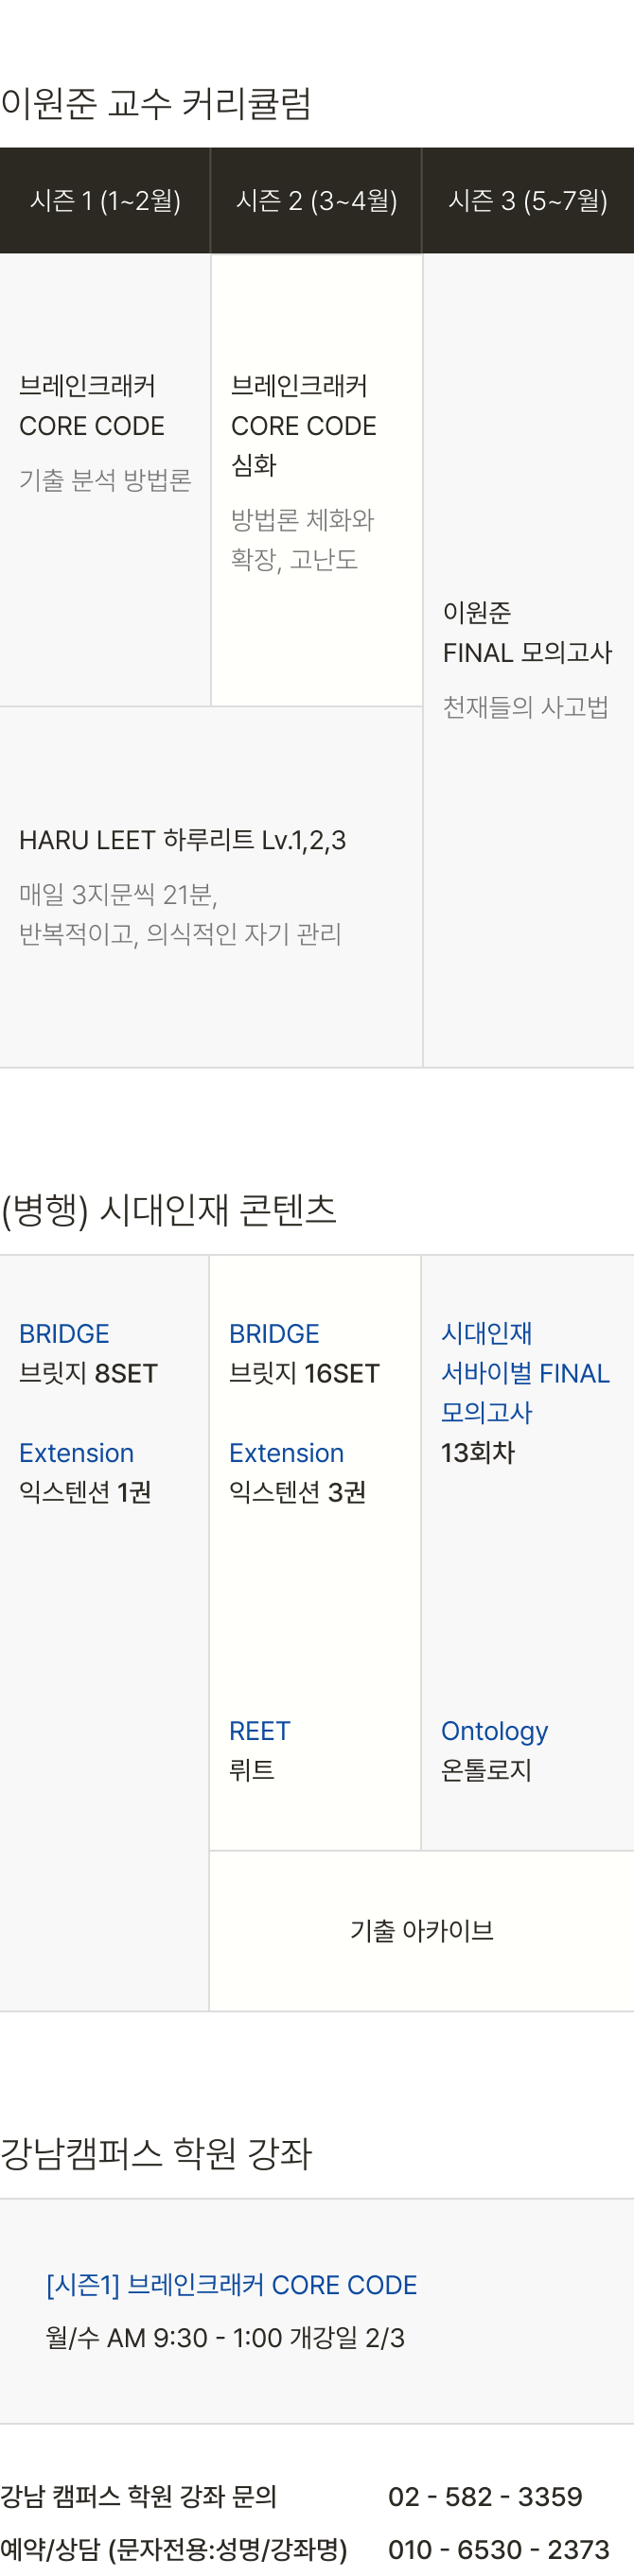 이원준 교수 커리큘럼
시즌 1 (1~2월)
시즌 2 (3~4월)
시즌 3 (5~7월)
브레인크래커
CORE CODE
기출 분석 방법론
브레인크래커
CORE CODE
심화
방법론 체화와
확장, 고난도
이원준
FINAL 모의고사
천재들의 사고법
HARU LEET 하루리트 Lv.1,2,3
매일 3지문씩 21분,
반복적이고, 의식적인 자기 관리
(병행) 시대인재 콘텐츠
BRIDGE
브릿지 8SET
Extension
익스텐션 1권
BRIDGE
브릿지 16SET
Extension
익스텐션 3권
REET
뤼트
시대인재
서바이벌 FINAL
모의고사
13회차
Ontology
온톨로지
기출 아카이브
강남캠퍼스 학원 강좌
[시즌1] 브레인크래커 CORE CODE
월/수 AM 9:30 - 1:00 개강일 2/3
강남 캠퍼스 학원 강좌 문의 02 - 582 - 3359
예약/상담 (문자전용:성명/강좌명) 010 - 6530 - 2373